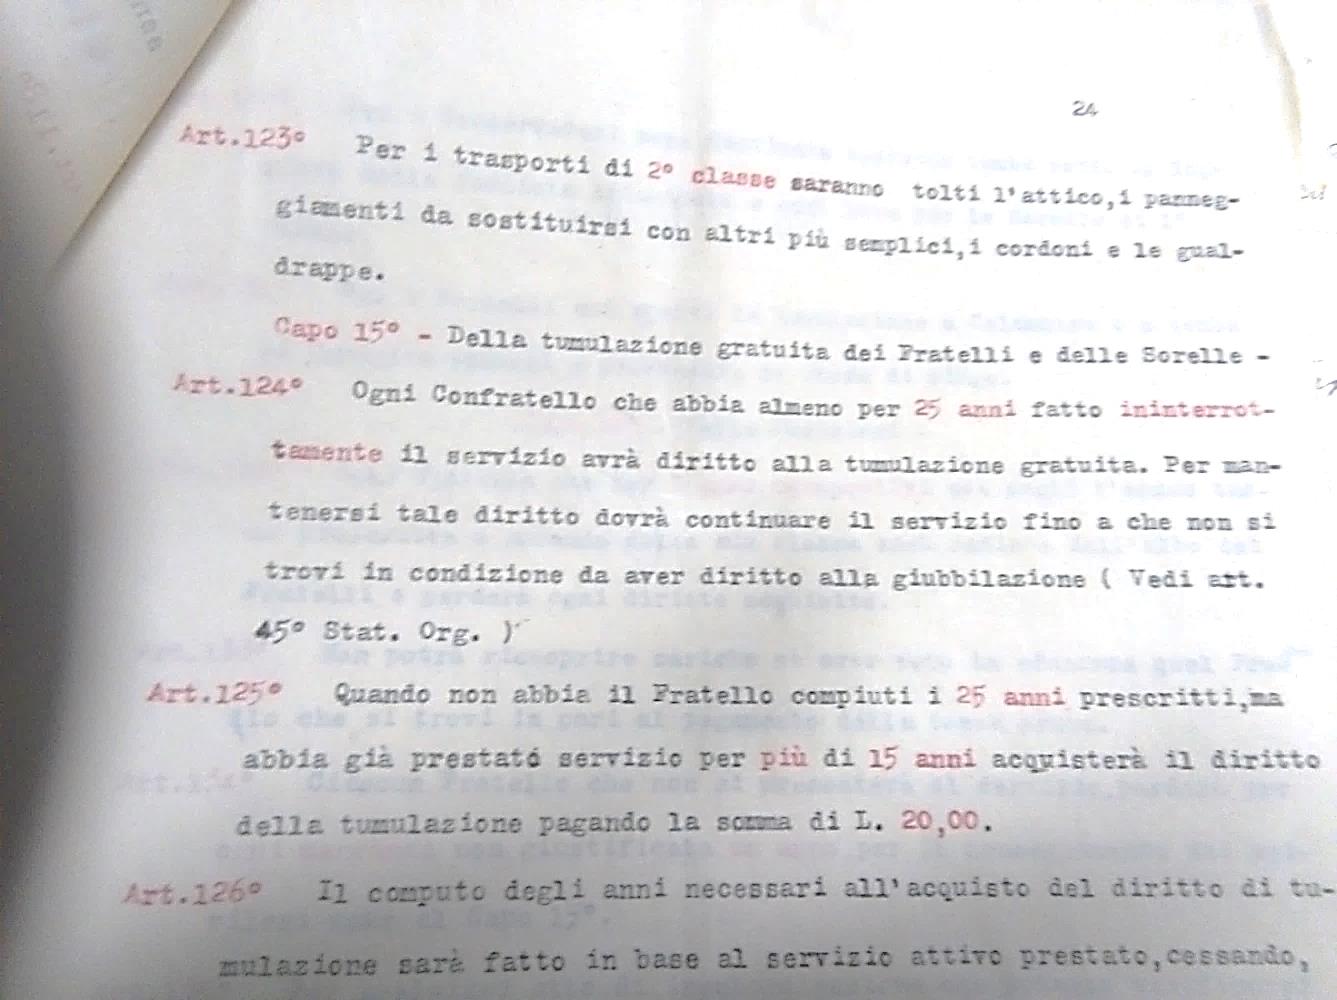 24
Art.123° Per i trasporti di 2° classe saranno tolti l'attico,i panneg-
giamenti da sostituirsi con altri più semplici,i cordoni e le gual-
drappe.
Capo 15° - Della tumulazione gratuita dei Fratelli e delle Sorelle -
Art.124° Ogni Confratello che abbia almeno per 25 anni fatto ininterrot-
tamente il servizio avrà diritto alla tumulazione gratuita. Per man-
tenersi tale diritto dovrà continuare il servizio fino a che non si
trovi in condizione da aver diritto alla giubbilazione ( Vedi art.
45° Stat. Org. )
Art.125° Quando non abbia il Fratello compiuti i 25 anni prescritti,ma
abbia già prestató servizio per più di 15 anni acquisterà il diritto
della tumulazione pagando la somma di L. 20,00.
Art.126° Il computo degli anni necessari all'acquisto del diritto di tu-
mulazione sarà fatto in base al servizio attivo prestato,cessando,